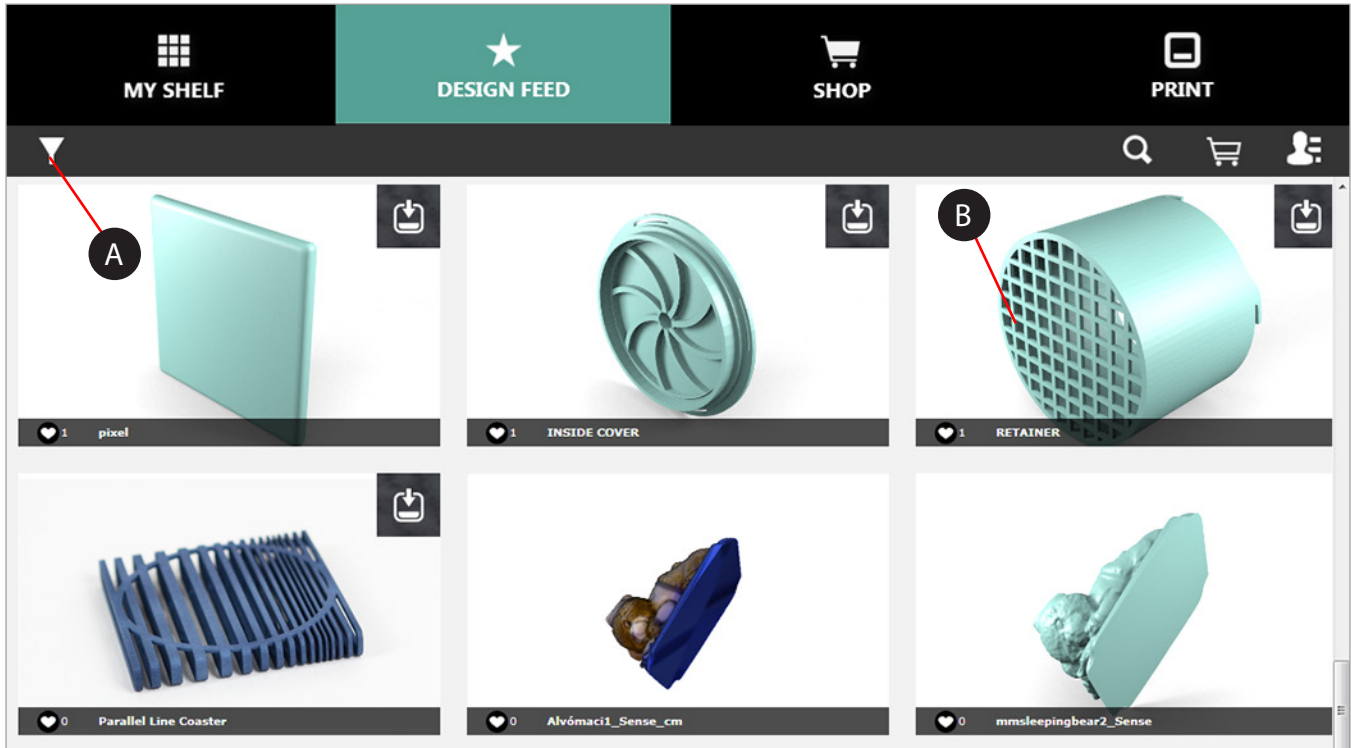 MY SHELF
DESIGN FEED
SHOP
PRINT
A
B
1 pixel
1 INSIDE COVER
1 RETAINER
0 Parallel Line Coaster
0 Alvómaci1_Sense_cm
0 mmsleepingbear2_Sense